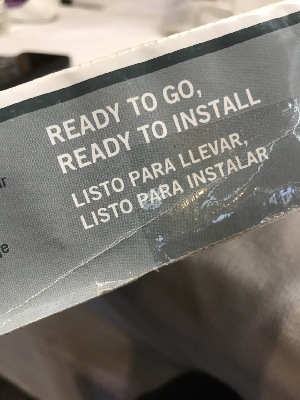 READY TO GO,
READY TO INSTALL
LISTO PARA LLEVAR,
LISTO PARA INSTALAR